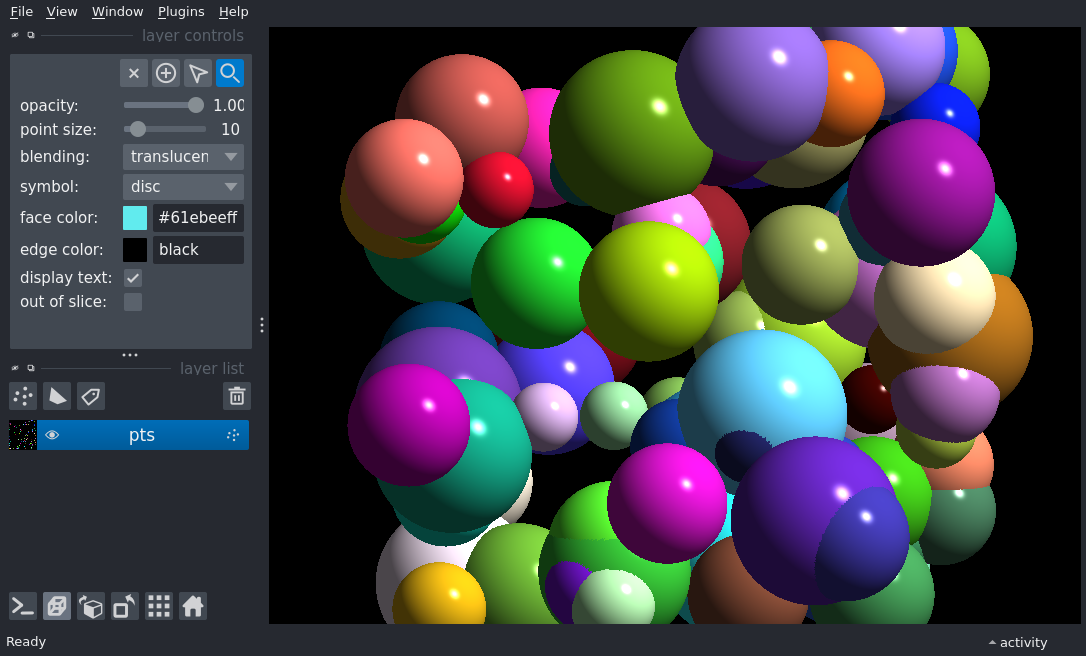 File View Window Plugins Help
layer controls
opacity: 1.00
point size: 10
blending: translucen
symbol: disc
face color: #61ebeeff
edge color: black
display text:
out of slice:
layer list
pts
Ready
activity